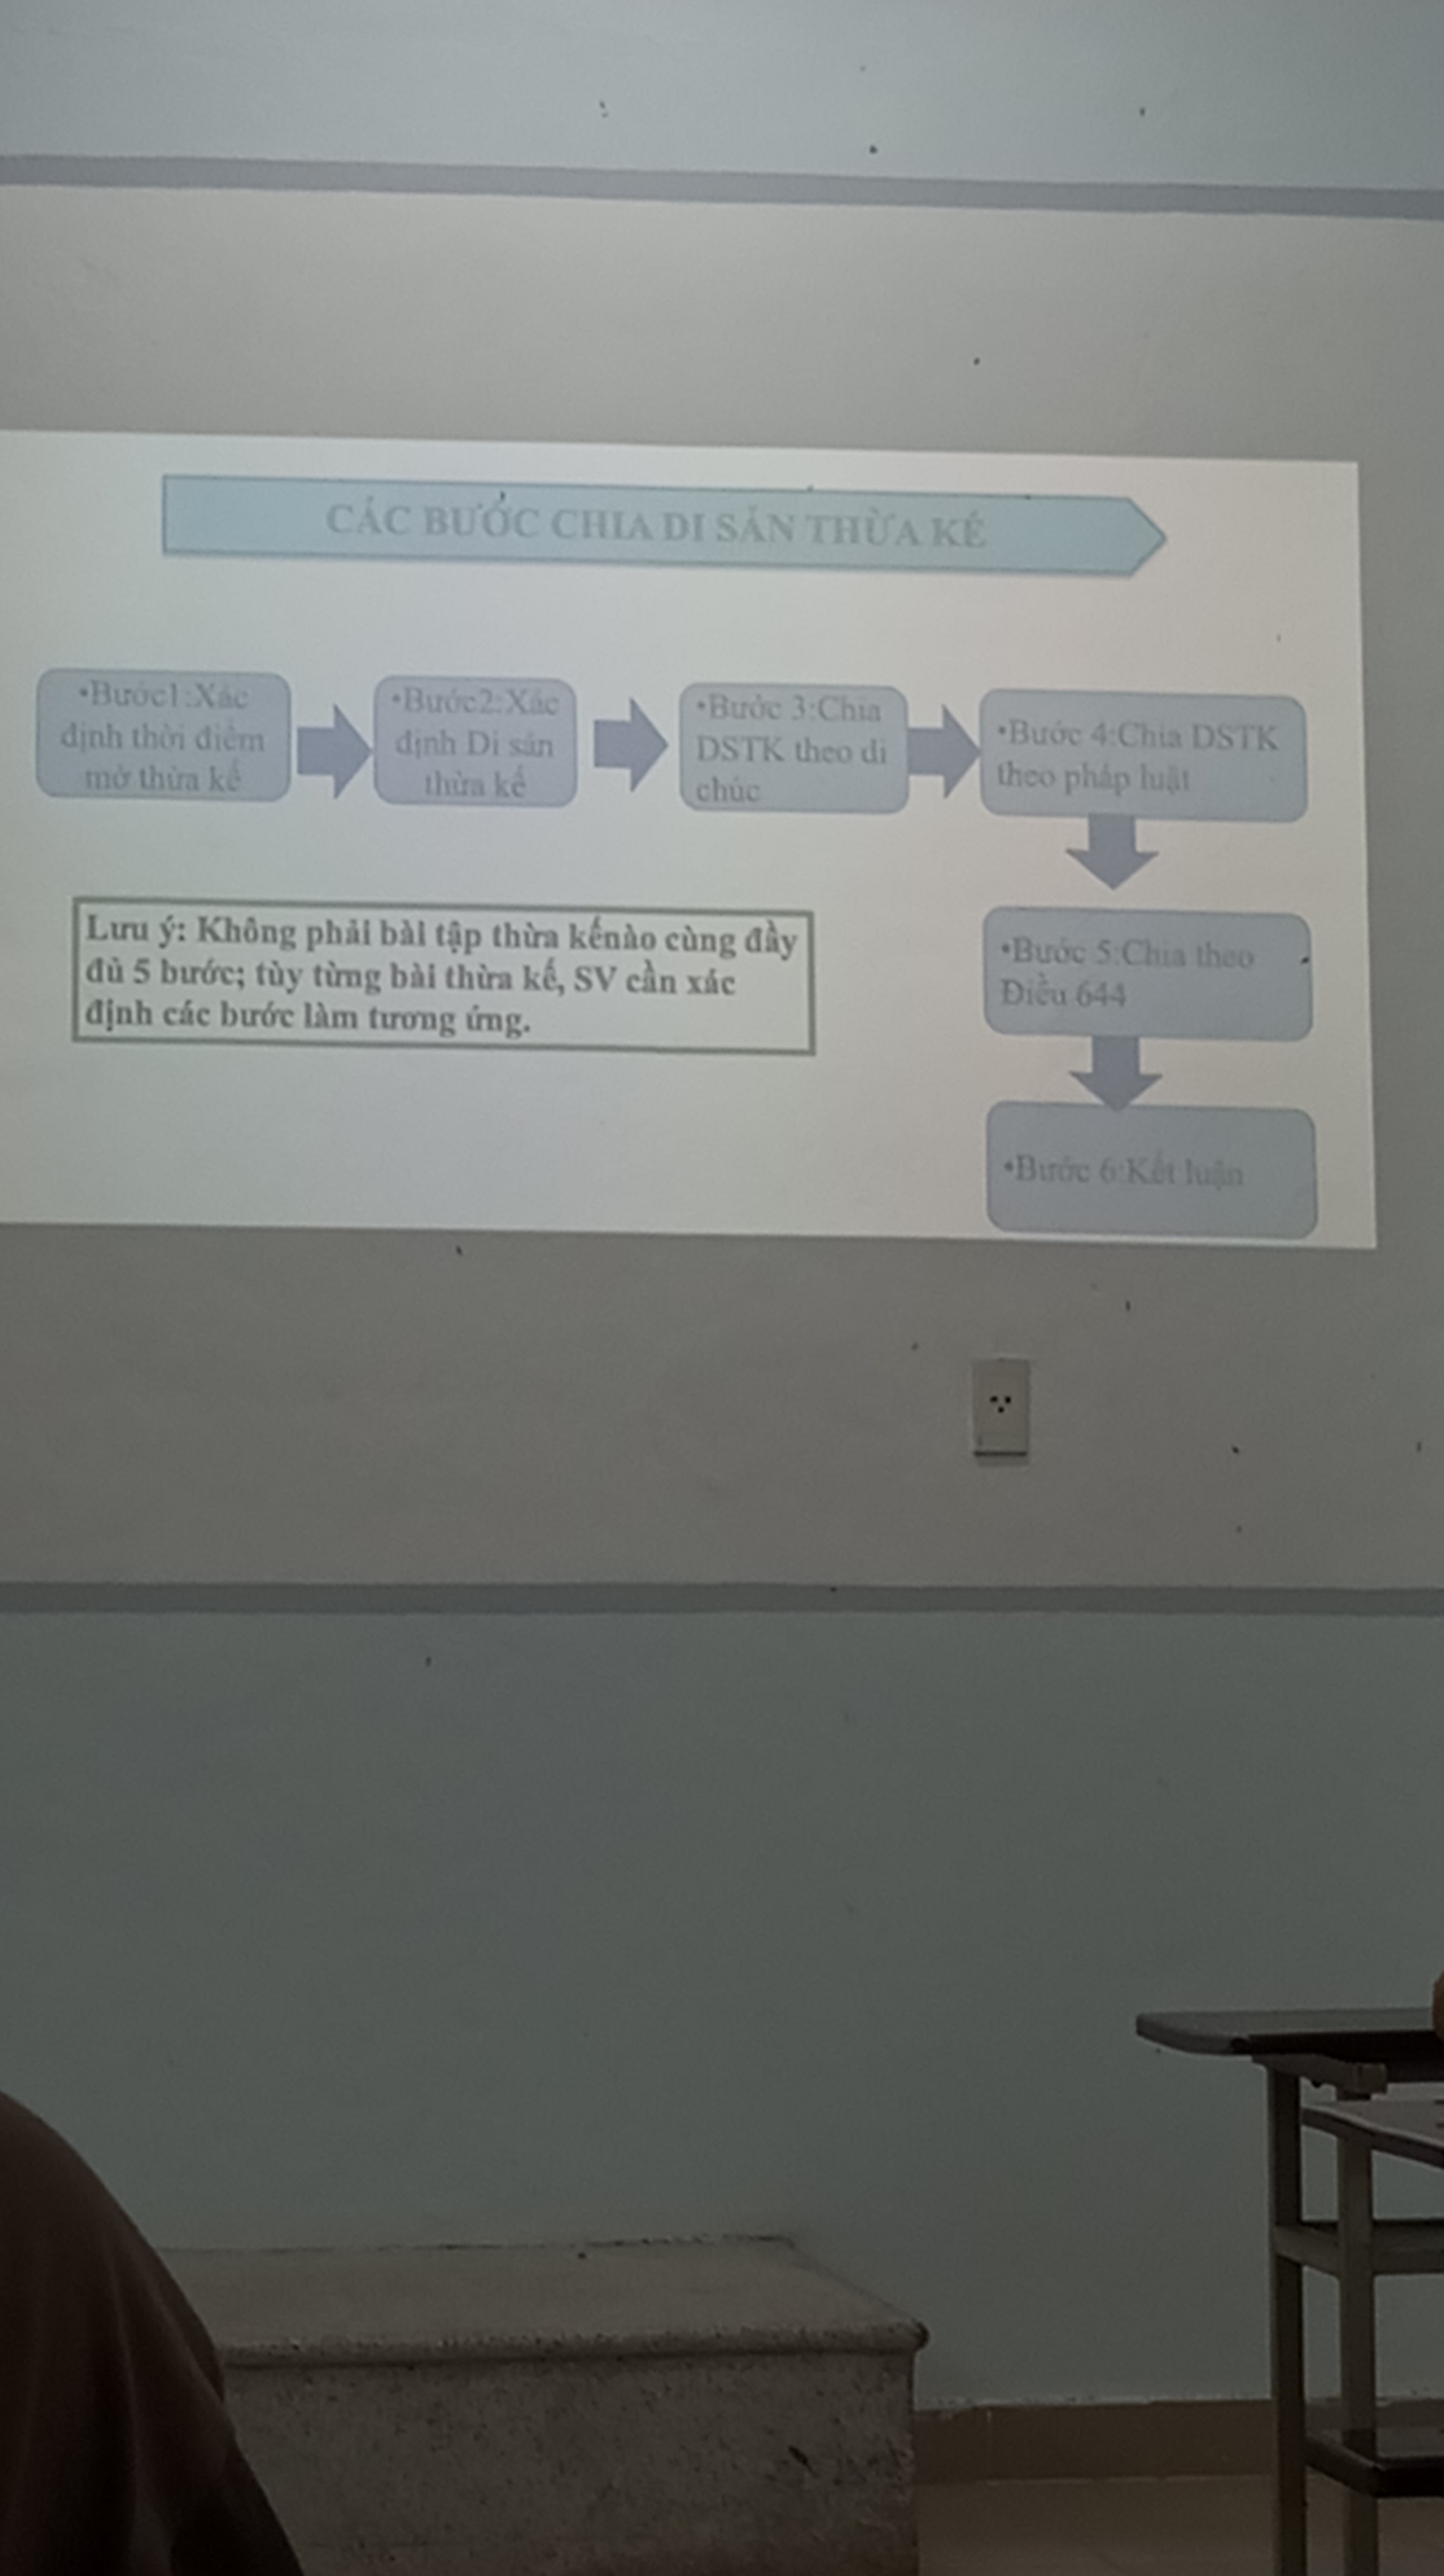 CÁC BƯỚC CHIA DI SẢN THỪA KẾ
•Bước1:Xác
định thời điểm
mở thừa kế
•Bước2:Xác
định Di sản
thừa kế
•Bước 3:Chia
DSTK theo di
chúc
•Bước 4:Chia DSTK
theo pháp luật
Lưu ý: Không phải bài tập thừa kếnào cùng đầy
đủ 5 bước; tùy từng bài thừa kế, SV cần xác
định các bước làm tương ứng.
•Bước 5:Chia theo
Điều 644
•Bước 6:Kết luận